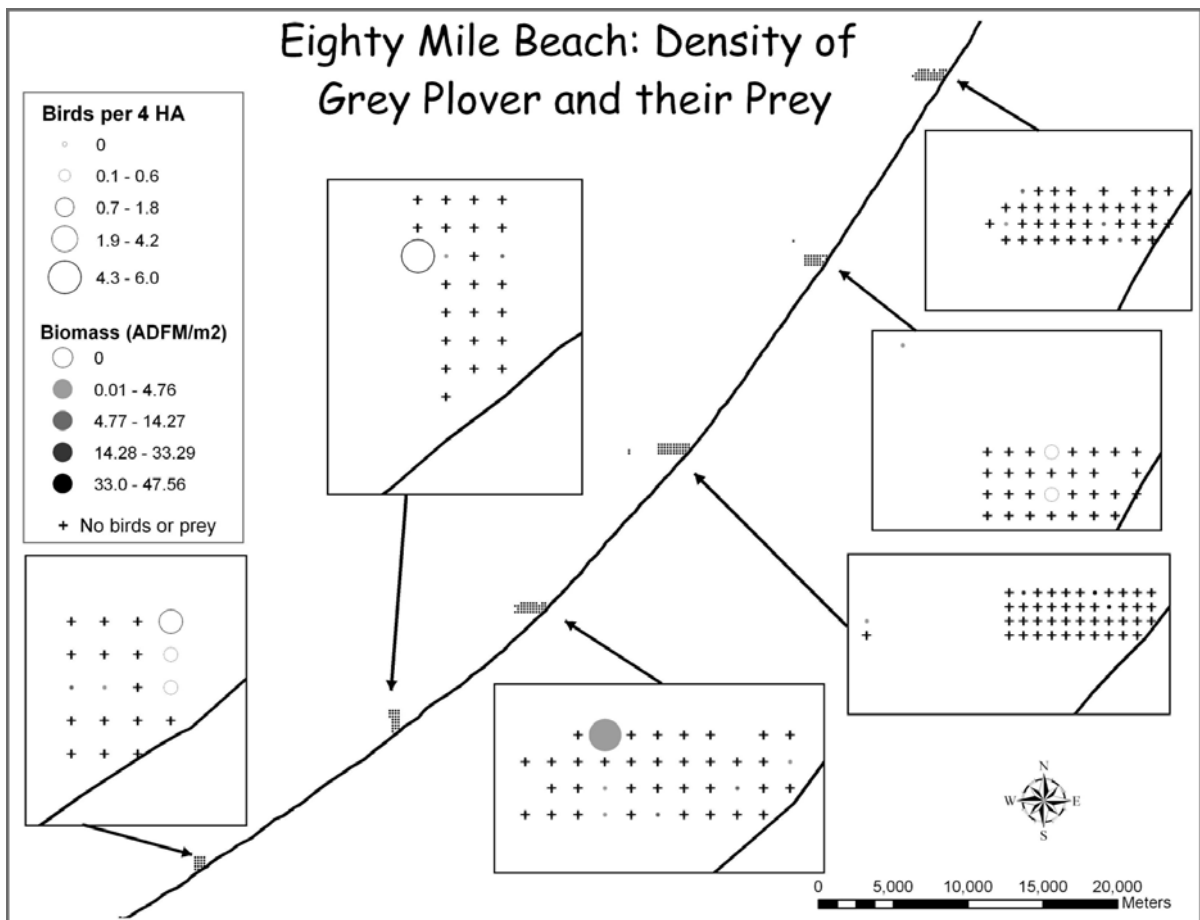 Eighty Mile Beach: Density of
Grey Plover and their Prey
Birds per 4 HA
0
0.1 - 0.6
0.7 - 1.8
1.9 - 4.2
4.3 - 6.0
Biomass (ADFM/m2)
0
0.01 - 4.76
4.77 - 14.27
14.28 - 33.29
33.0 - 47.56
+ No birds or prey
N
W E
S
0 5,000 10,000 15,000 20,000
Meters